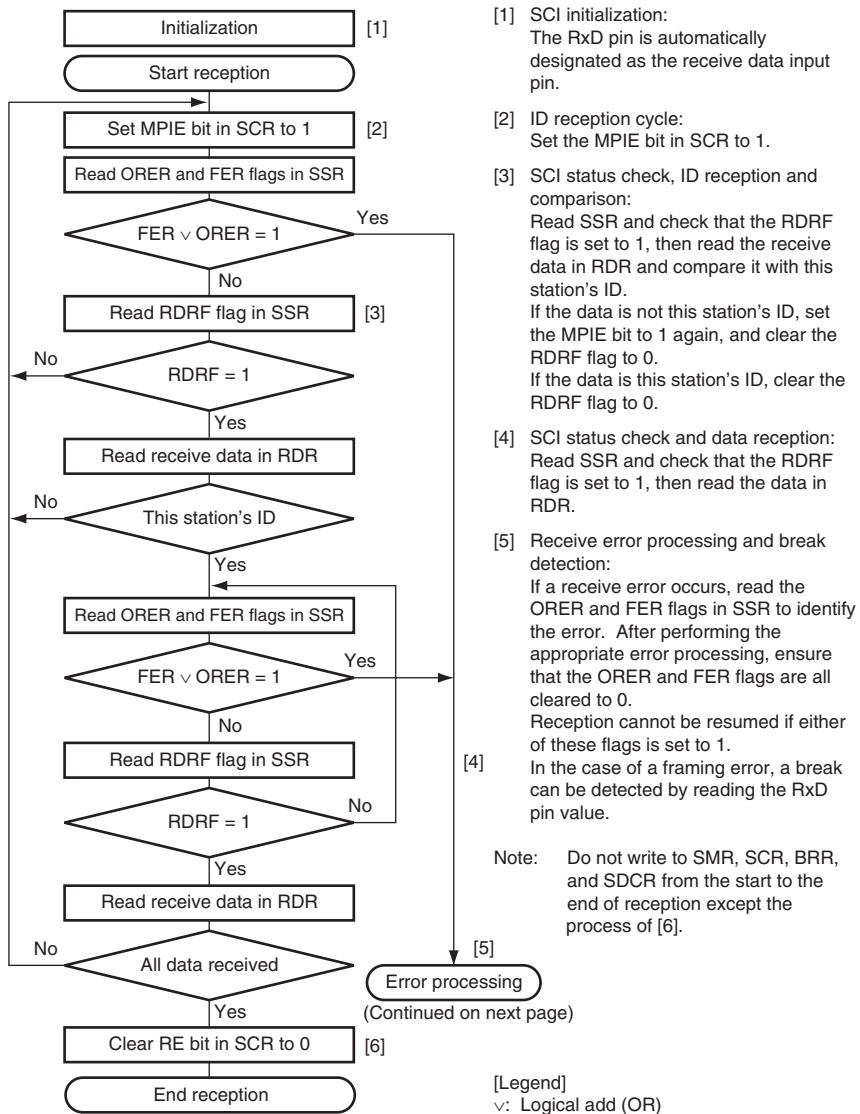 Initialization [1]
Start reception
Set MPIE bit in SCR to 1 [2]
Read ORER and FER flags in SSR
FER ∨ ORER = 1
Yes
No
Read RDRF flag in SSR [3]
No
RDRF = 1
Yes
Read receive data in RDR
No
This station's ID
Yes
Read ORER and FER flags in SSR
FER ∨ ORER = 1
Yes
No
Read RDRF flag in SSR
[4]
No
RDRF = 1
Yes
Read receive data in RDR
No
All data received
[5]
Error processing
(Continued on next page)
Yes
Clear RE bit in SCR to 0 [6]
End reception
[1] SCI initialization:
The RxD pin is automatically
designated as the receive data input
pin.
[2] ID reception cycle:
Set the MPIE bit in SCR to 1.
[3] SCI status check, ID reception and
comparison:
Read SSR and check that the RDRF
flag is set to 1, then read the receive
data in RDR and compare it with this
station's ID.
If the data is not this station's ID, set
the MPIE bit to 1 again, and clear the
RDRF flag to 0.
If the data is this station's ID, clear the
RDRF flag to 0.
[4] SCI status check and data reception:
Read SSR and check that the RDRF
flag is set to 1, then read the data in
RDR.
[5] Receive error processing and break
detection:
If a receive error occurs, read the
ORER and FER flags in SSR to identify
the error. After performing the
appropriate error processing, ensure
that the ORER and FER flags are all
cleared to 0.
Reception cannot be resumed if either
of these flags is set to 1.
In the case of a framing error, a break
can be detected by reading the RxD
pin value.
Note: Do not write to SMR, SCR, BRR,
and SDCR from the start to the
end of reception except the
process of [6].
[Legend]
∨: Logical add (OR)